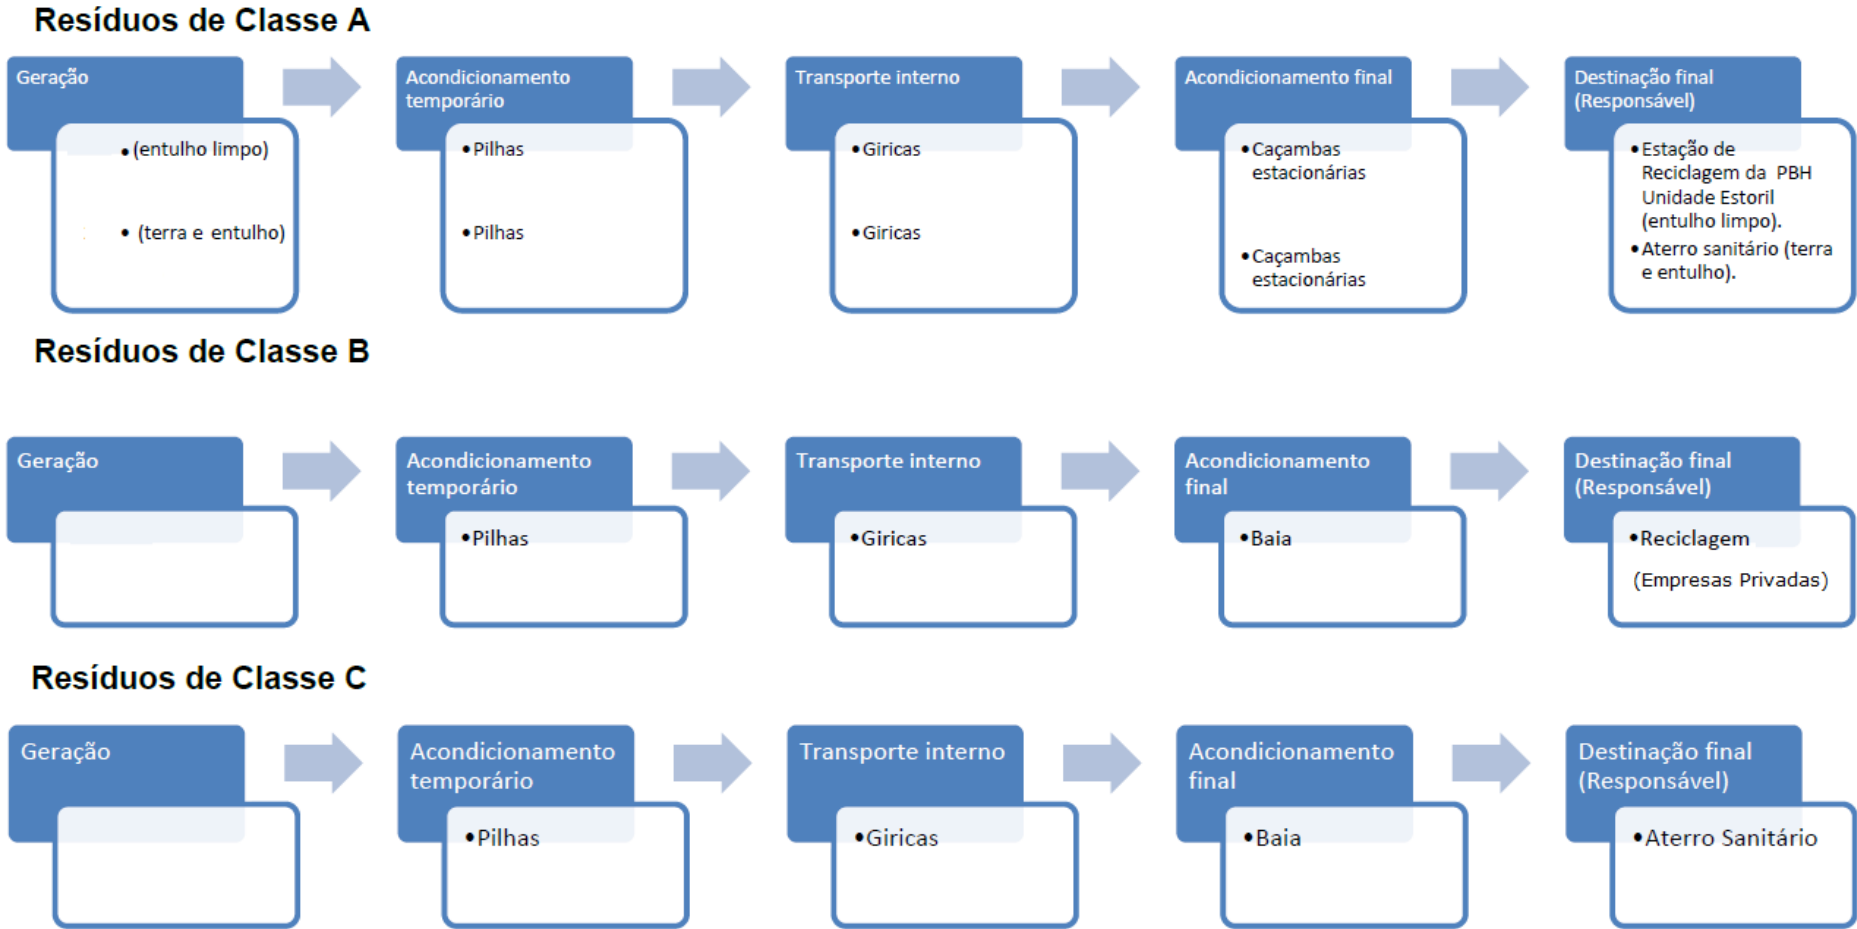 Resíduos de Classe A
Geração
• (entulho limpo)
• (terra e entulho)
Acondicionamento
temporário
• Pilhas
• Pilhas
Transporte interno
• Giricas
• Giricas
Acondicionamento final
• Caçambas
estacionárias
• Caçambas
estacionárias
Destinação final
(Responsável)
• Estação de
Reciclagem da PBH
Unidade Estoril
(entulho limpo).
• Aterro sanitário (terra
e entulho).
Resíduos de Classe B
Geração
Acondicionamento
temporário
• Pilhas
Transporte interno
• Giricas
Acondicionamento
final
• Baia
Destinação final
(Responsável)
• Reciclagem
(Empresas Privadas)
Resíduos de Classe C
Geração
Acondicionamento
temporário
• Pilhas
Transporte interno
• Giricas
Acondicionamento
final
• Baia
Destinação final
(Responsável)
• Aterro Sanitário